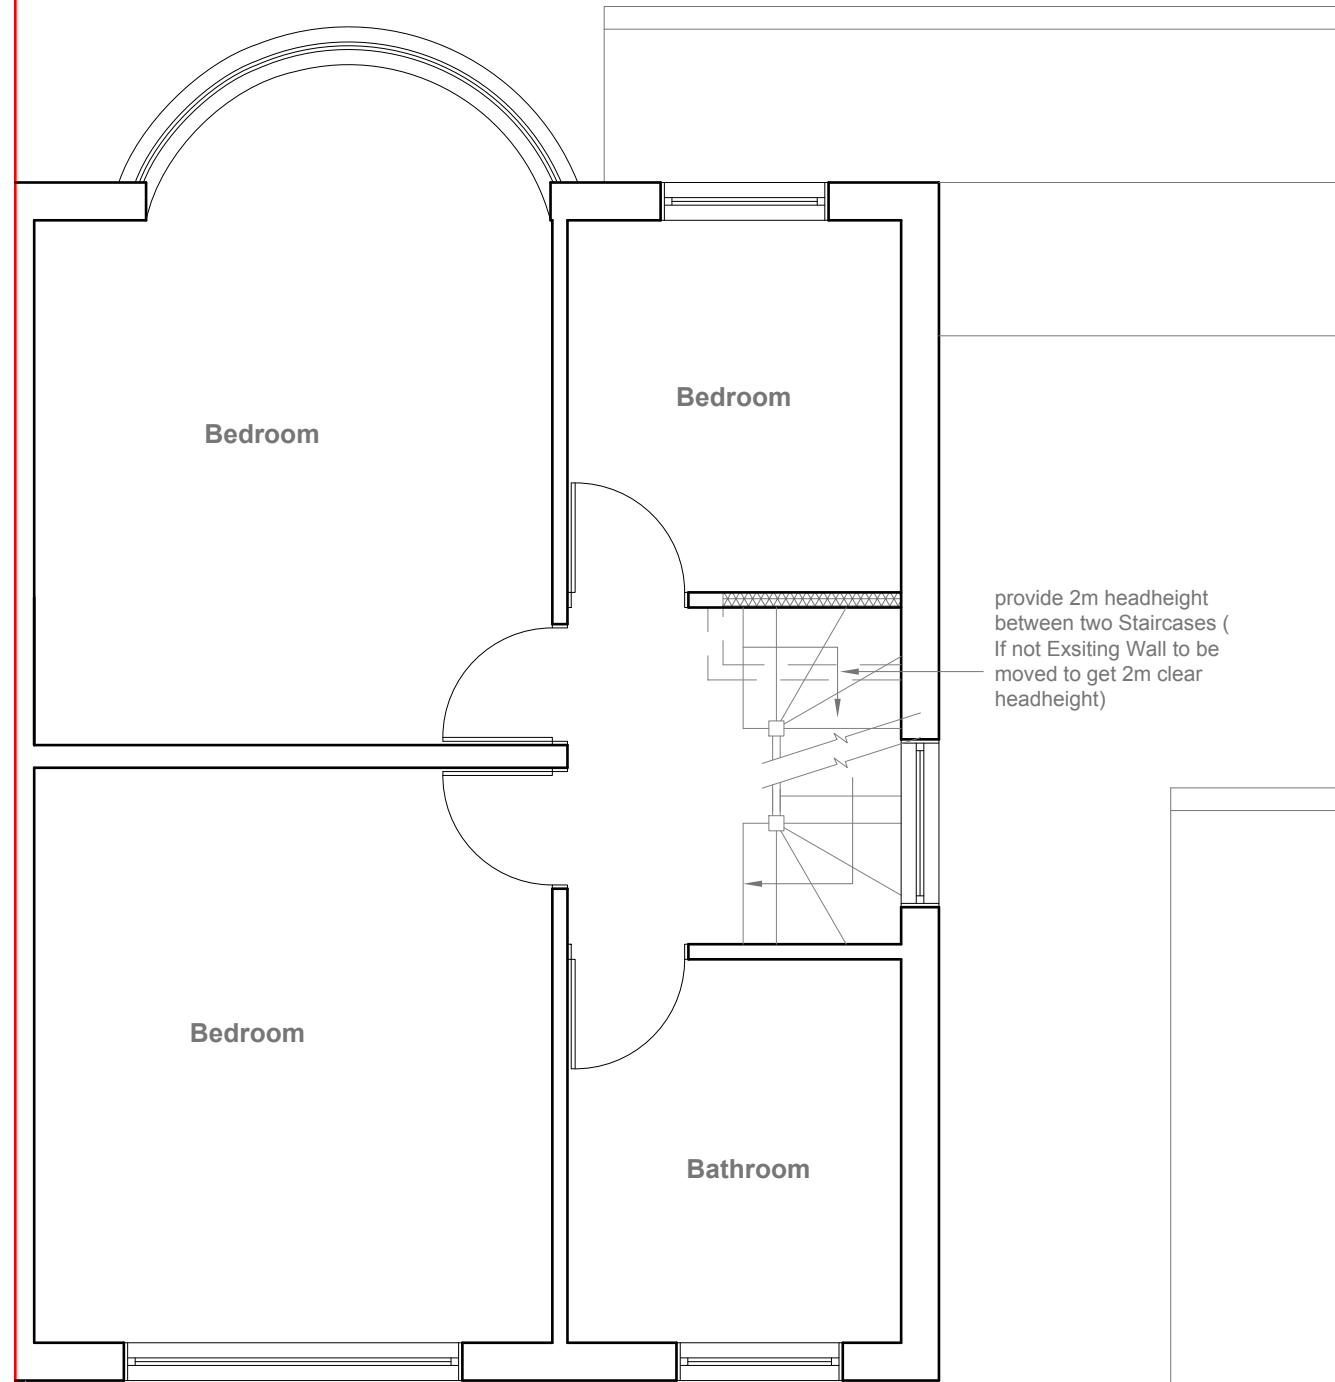 Bedroom
Bedroom
provide 2m headheight
between two Staircases (
If not Exsiting Wall to be
moved to get 2m clear
headheight)
Bedroom
Bathroom